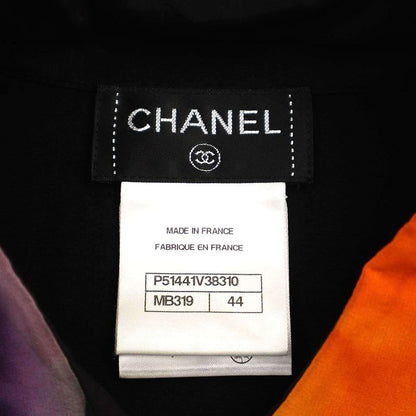 CHANEL
MADE IN FRANCE
FABRIQUE EN FRANCE
P51441V38310
MB319 44